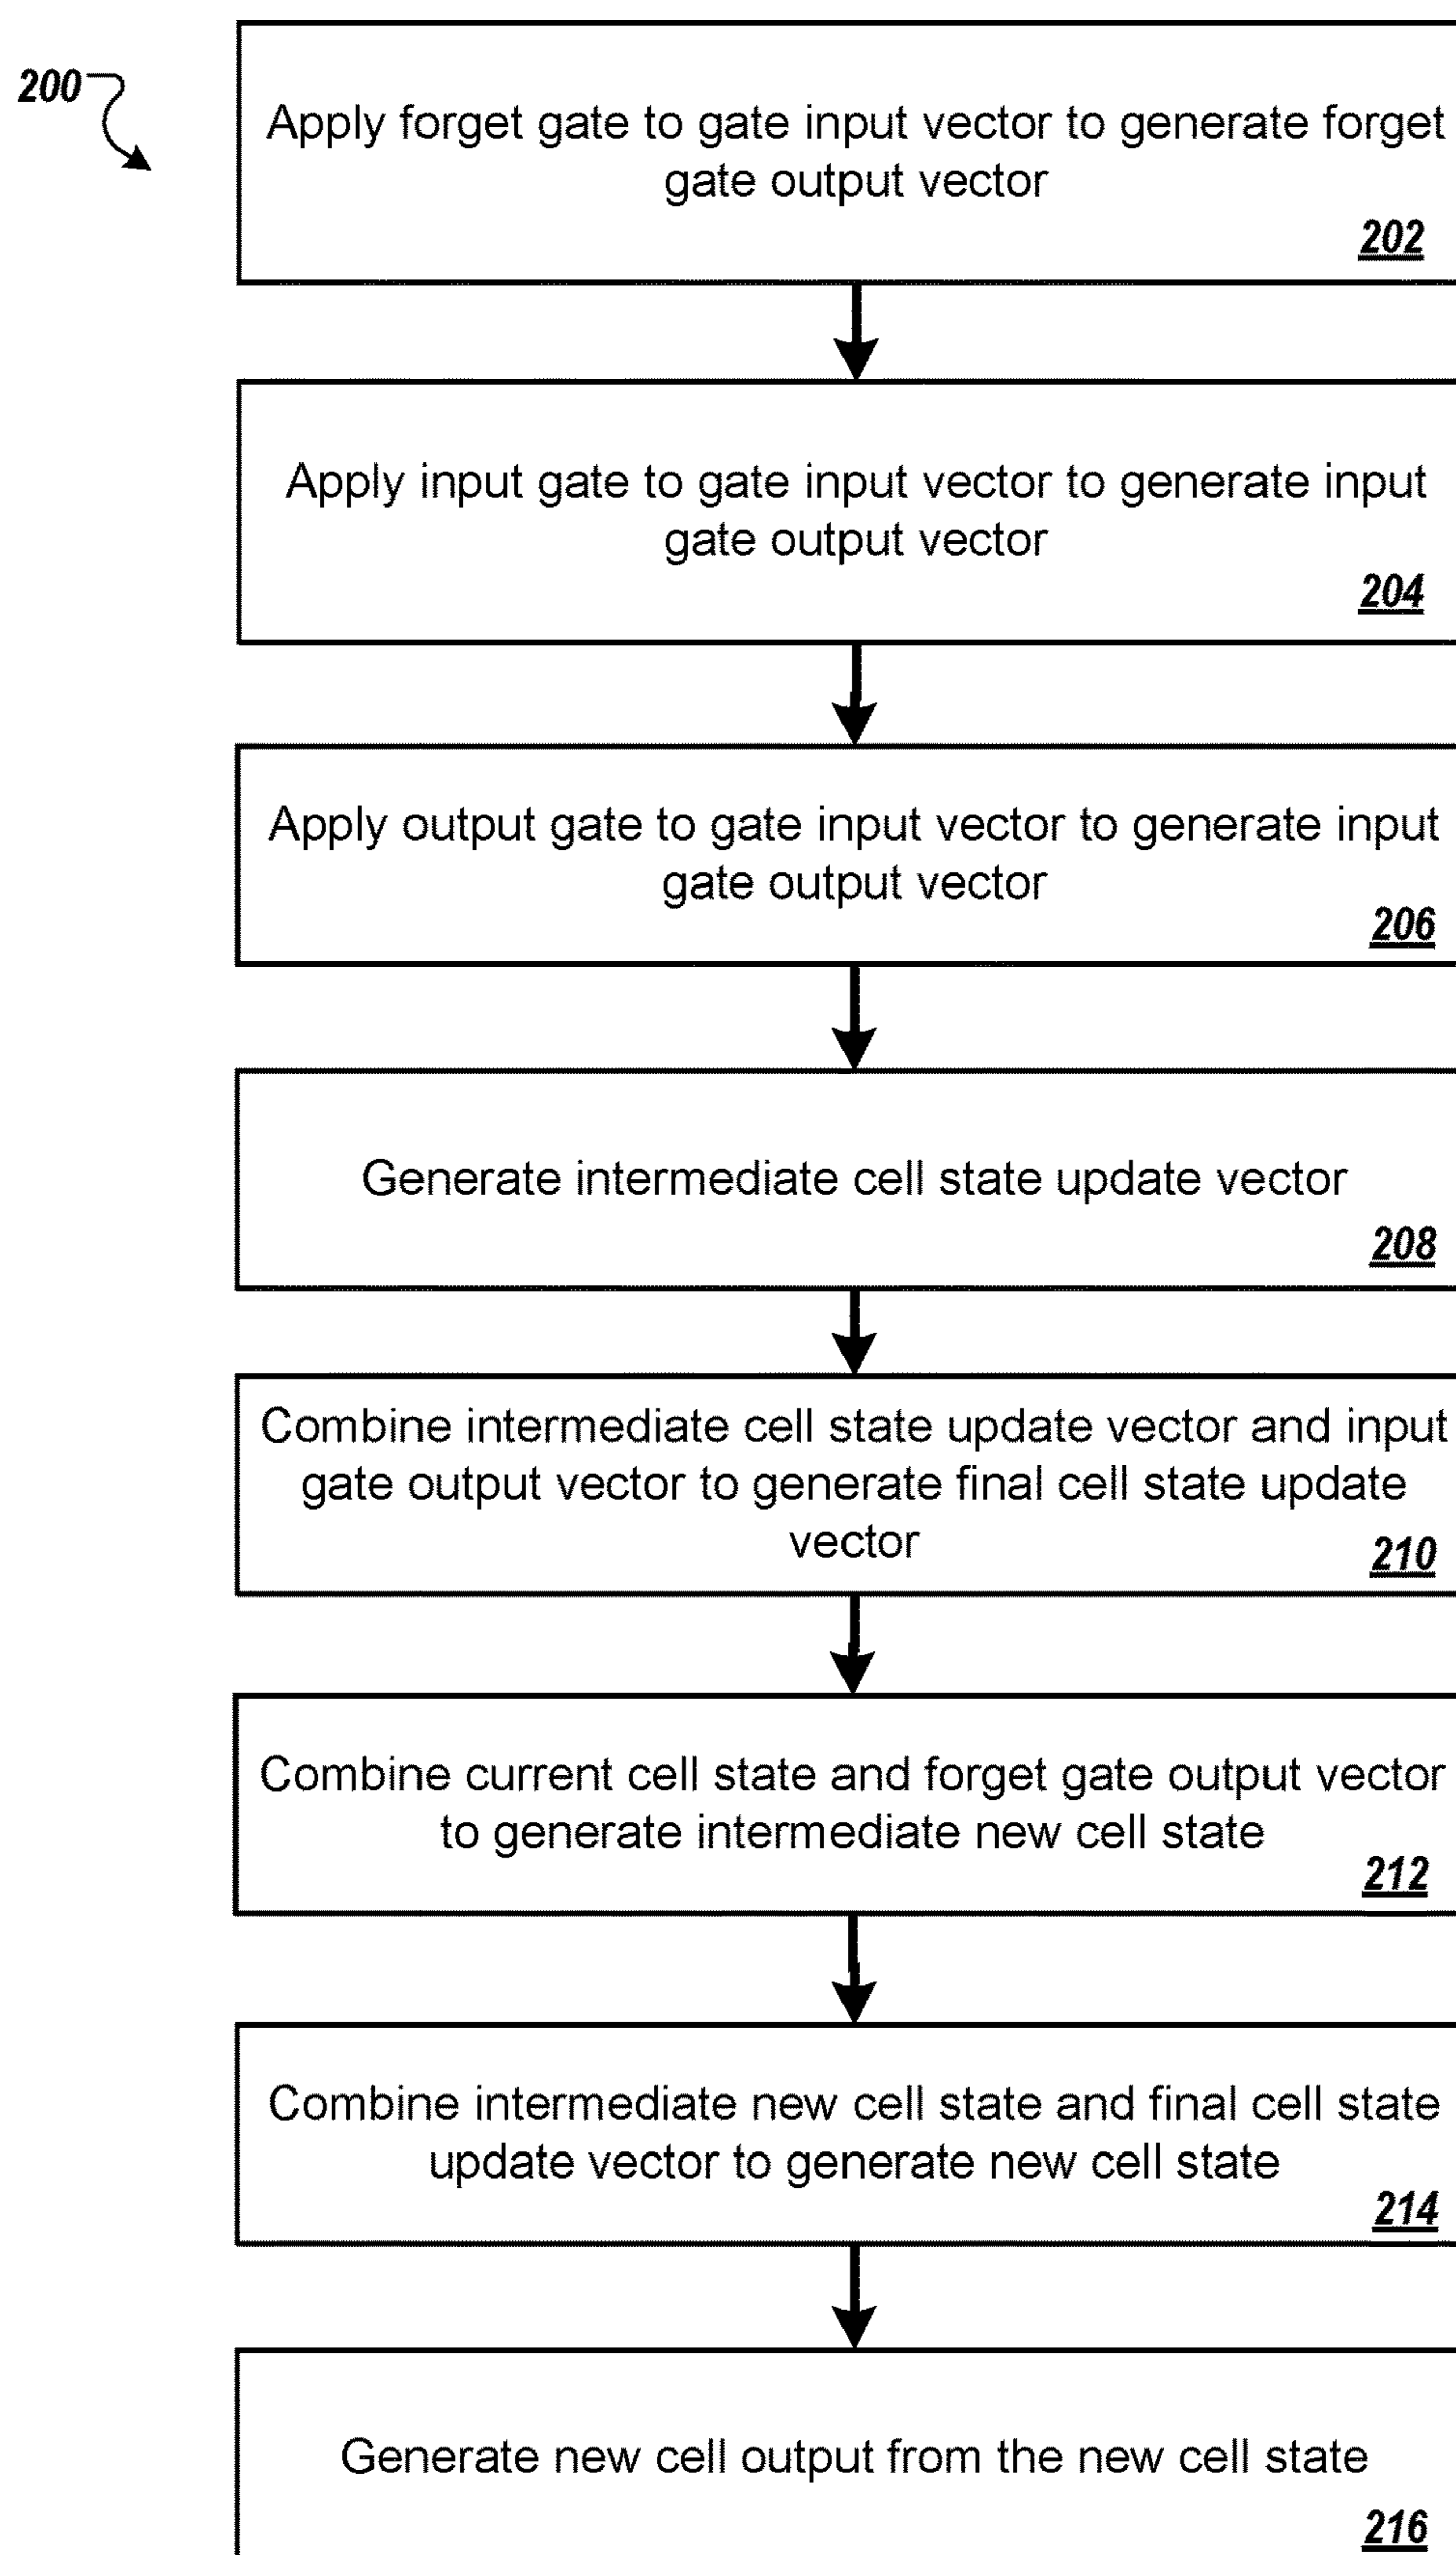 200
Apply forget gate to gate input vector to generate forget
gate output vector
202
Apply input gate to gate input vector to generate input
gate output vector
204
Apply output gate to gate input vector to generate input
gate output vector
206
Generate intermediate cell state update vector
208
Combine intermediate cell state update vector and input
gate output vector to generate final cell state update
vector
210
Combine current cell state and forget gate output vector
to generate intermediate new cell state
212
Combine intermediate new cell state and final cell state
update vector to generate new cell state
214
Generate new cell output from the new cell state
216